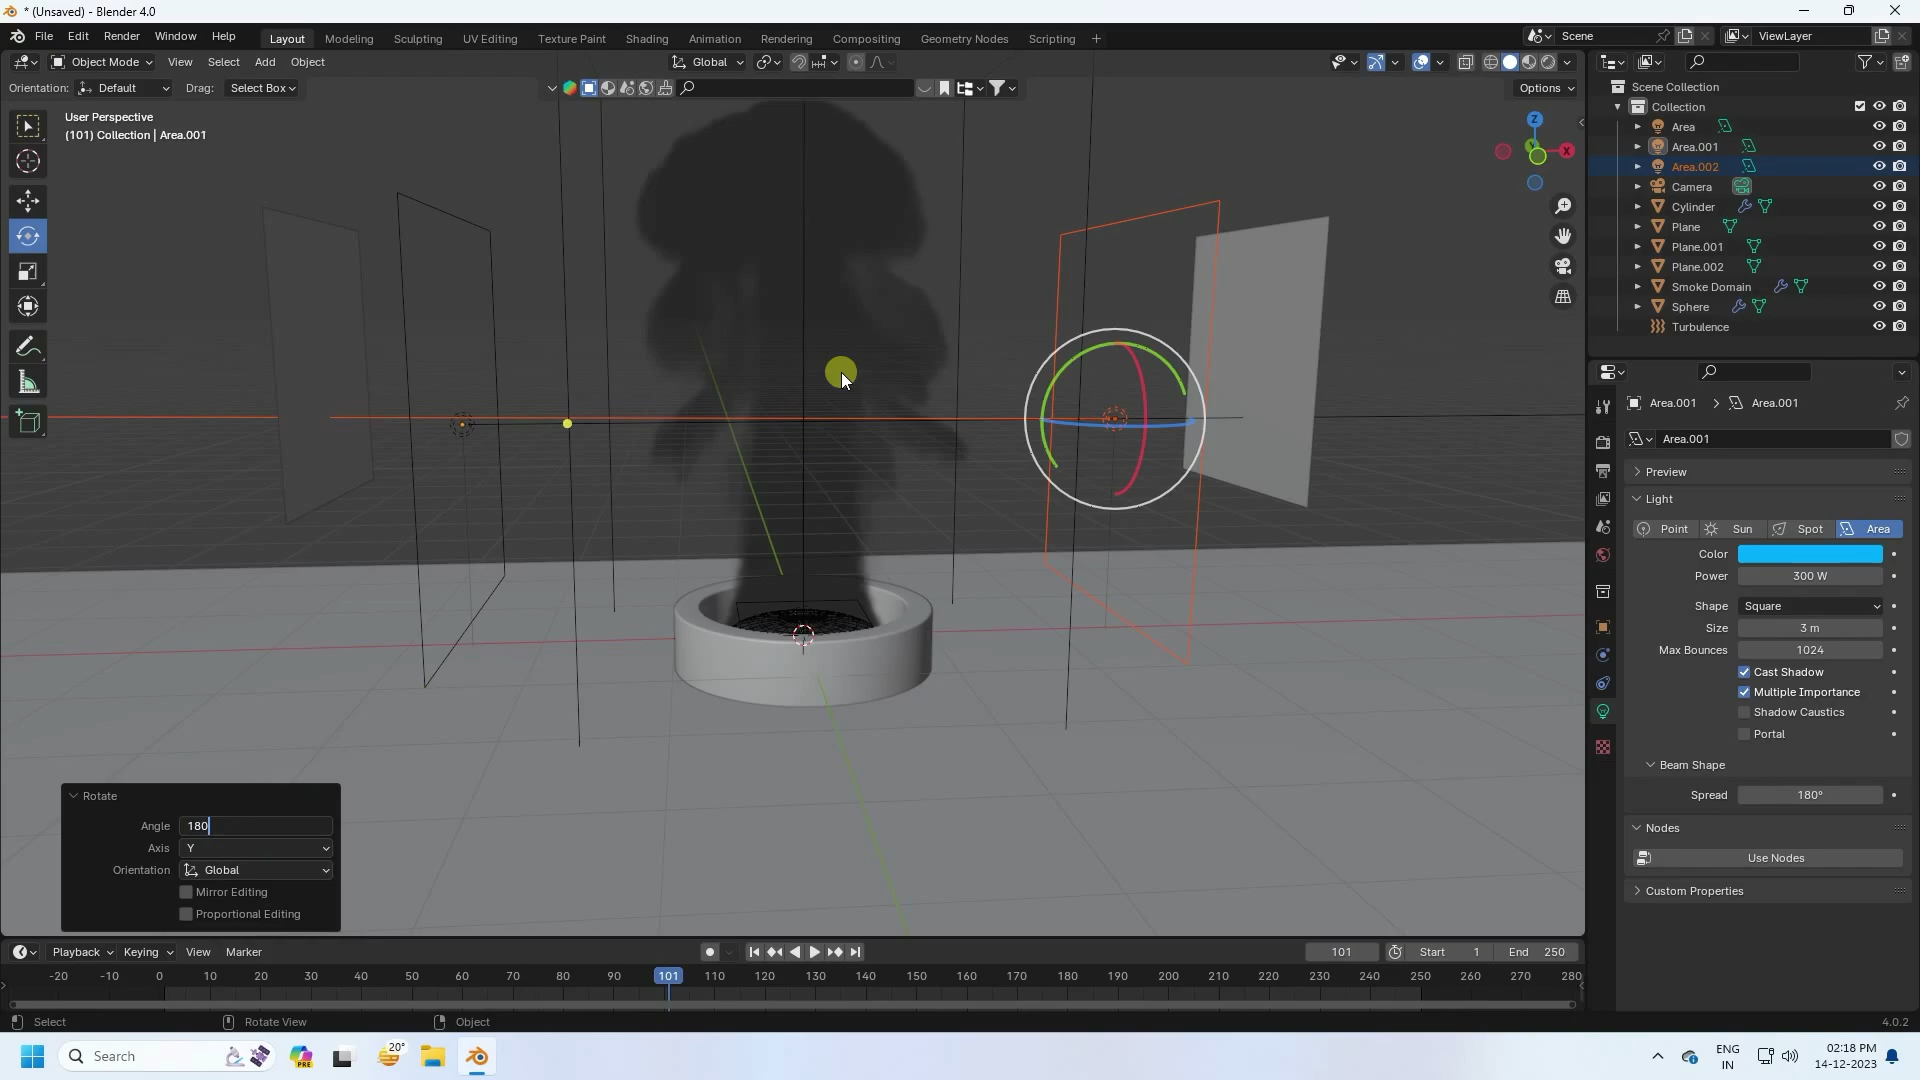 * (Unsaved) - Blender 4.0
File Edit Render Window Help Layout Modeling Sculpting UV Editing Texture Paint Shading Animation Rendering Compositing Geometry Nodes Scripting + Scene ViewLayer
Object Mode View Select Add Object Global
Orientation: Default Drag: Select Box Options
User Perspective
(101) Collection | Area.001
Z
X
Y
Scene Collection
Collection
Area
Area.001
Area.002
Camera
Cylinder
Plane
Plane.001
Plane.002
Smoke Domain
Sphere
Turbulence
Area.001 > Area.001
Area.001
Preview
Light
Point Sun Spot Area
Color
Power 300 W
Shape Square
Size 3 m
Max Bounces 1024
Cast Shadow
Multiple Importance
Shadow Caustics
Portal
Beam Shape
Spread 180°
Nodes
Use Nodes
Custom Properties
Rotate
Angle 180
Axis Y
Orientation Global
Mirror Editing
Proportional Editing
Playback Keying View Marker 101 Start 1 End 250
-20 -10 0 10 20 30 40 50 60 70 80 90 101 110 120 130 140 150 160 170 180 190 200 210 220 230 240 250 260 270 280
Select Rotate View Object 4.0.2
Search PRE 20° ENG IN 02:18 PM 14-12-2023